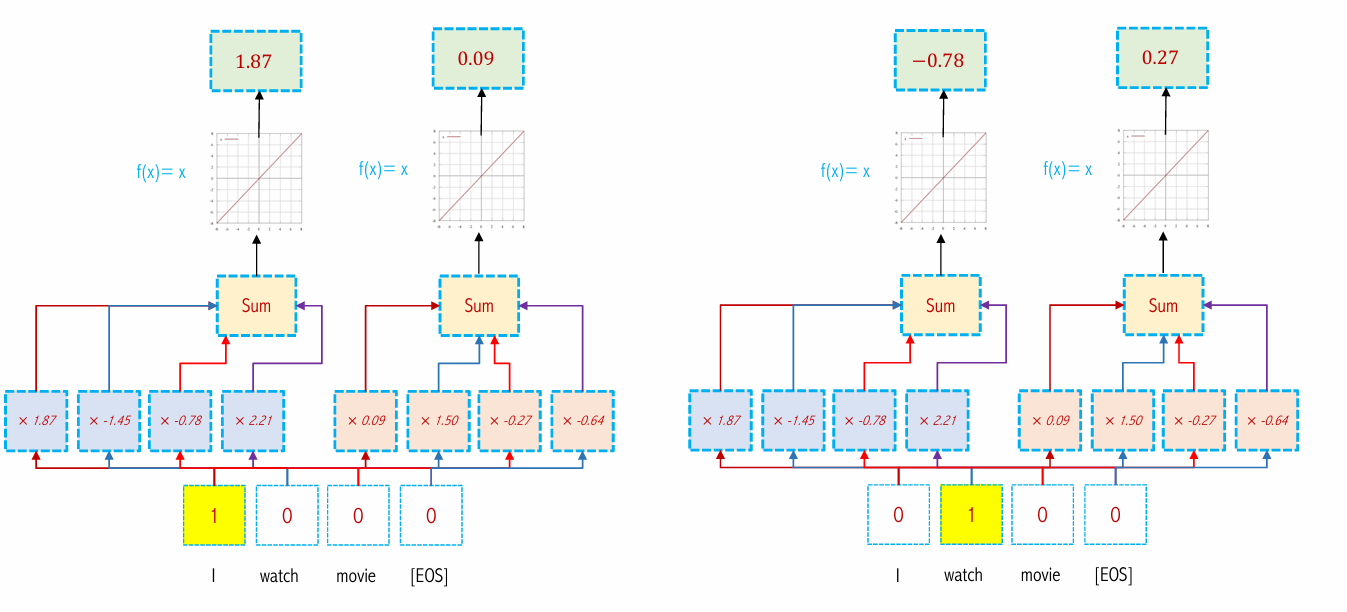 1.87 0.09 −0.78 0.27
f(x)= x f(x)= x f(x)= x f(x)= x
Sum Sum Sum Sum
× 1.87 × -1.45 × -0.78 × 2.21 × 0.09 × 1.50 × -0.27 × -0.64 × 1.87 × -1.45 × -0.78 × 2.21 × 0.09 × 1.50 × -0.27 × -0.64
1 0 0 0 0 1 0 0
I watch movie [EOS] I watch movie [EOS]